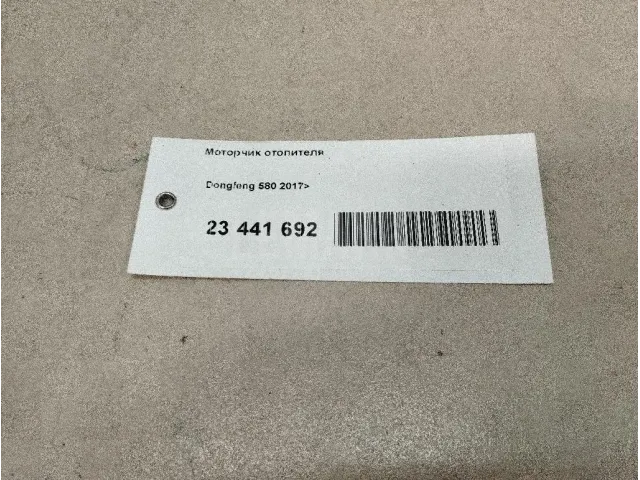 Моторчик отопителя
Dongfeng 580 2017>
23 441 692